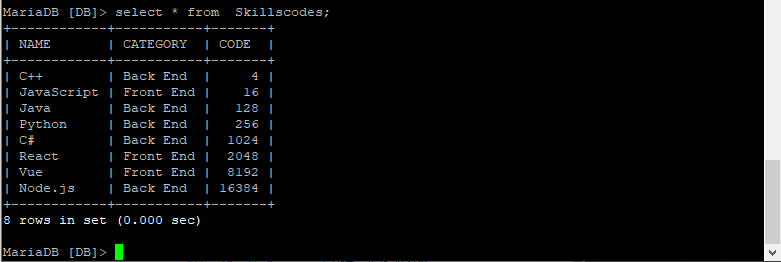 MariaDB [DB]> select * from  Skillscodes;
+------------+-----------+-------+
| NAME       | CATEGORY  | CODE  |
+------------+-----------+-------+
| C++        | Back End  |     4 |
| JavaScript | Front End |    16 |
| Java       | Back End  |   128 |
| Python     | Back End  |   256 |
| C#         | Back End  |  1024 |
| React      | Front End |  2048 |
| Vue        | Front End |  8192 |
| Node.js    | Back End  | 16384 |
+------------+-----------+-------+
8 rows in set (0.000 sec)
MariaDB [DB]>